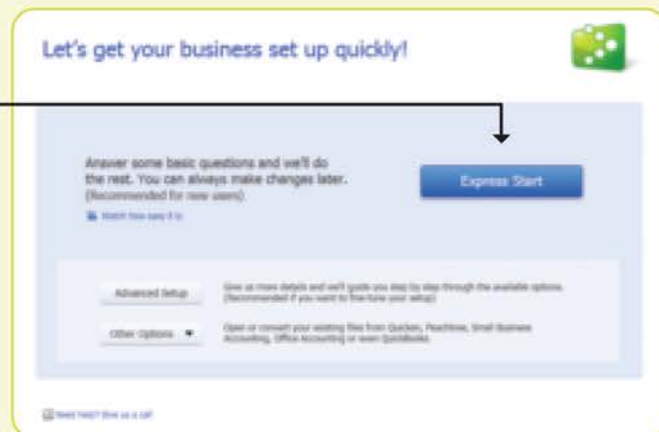 Let's get your business set up quickly!
Answer some basic questions and we'll do
the rest. You can always make changes later.
(Recommended for new users)
Express Start
Watch how easy it is
Advanced Setup
Give us more details and we'll guide you step by step through the available options.
(Recommended if you want to fine-tune your setup)
Other Options
Open or convert your existing files from Quicken, Peachtree, Small Business
Accounting, Office Accounting or even QuickBooks.
Need help? Give us a call